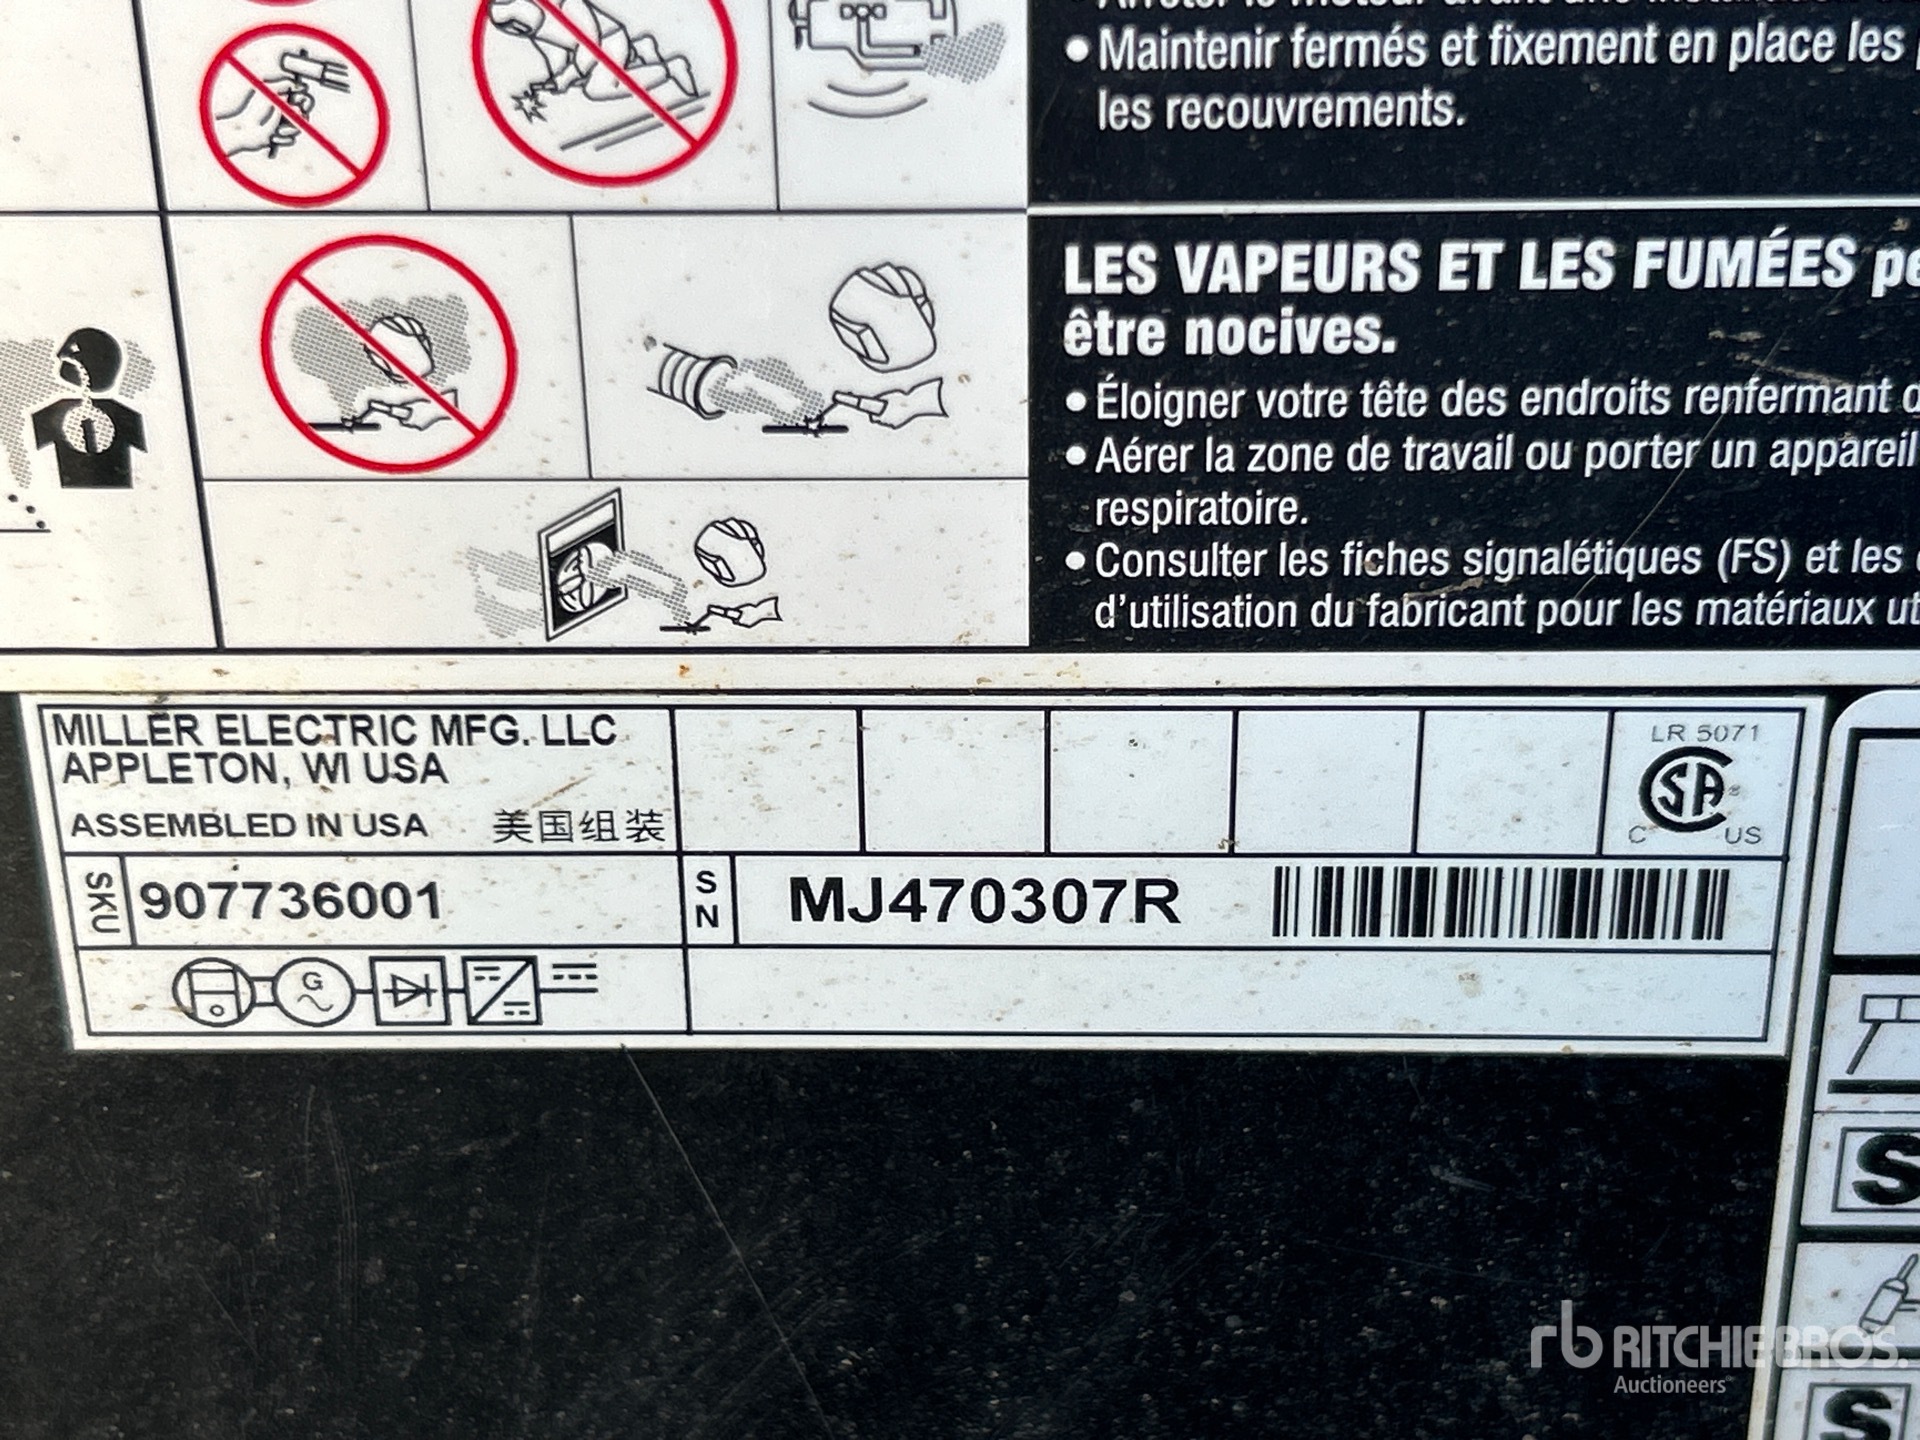 • Maintenir fermés et fixement en place les
les recouvrements.
LES VAPEURS ET LES FUMÉES
être nocives.
• Éloigner votre tête des endroits renfermant
• Aérer la zone de travail ou porter un appareil
respiratoire.
• Consulter les fiches signalétiques (FS) et les
d'utilisation du fabricant pour les matériaux
MILLER ELECTRIC MFG. LLC
APPLETON, WI USA
ASSEMBLED IN USA 美国组装
LR 5071
CSA
C US
SKU 907736001
SN MJ470307R
G
S
S
rb RITCHIE BROS.
Auctioneers